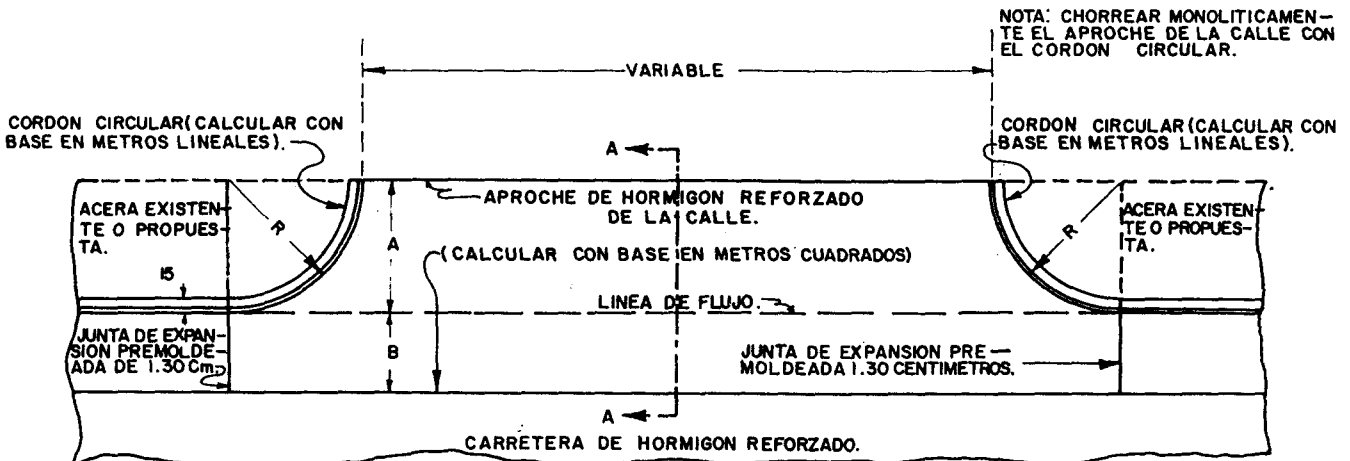 NOTA: CHORREAR MONOLITICAMEN-
TE EL APROCHE DE LA CALLE CON
EL CORDON CIRCULAR.
VARIABLE
CORDON CIRCULAR(CALCULAR CON
BASE EN METROS LINEALES).
CORDON CIRCULAR(CALCULAR CON
BASE EN METROS LINEALES).
A
ACERA EXISTEN-
TE O PROPUES-
TA.
R
A
APROCHE DE HORMIGON REFORZADO
DE LA CALLE.
R
ACERA EXISTEN-
TE O PROPUES-
TA.
(CALCULAR CON BASE EN METROS CUADRADOS)
15
LINEA DE FLUJO.
JUNTA DE EXPAN-
SION PREMOLDE-
ADA DE 1.30 Cm.
B
JUNTA DE EXPANSION PRE-
MOLDEADA 1.30 CENTIMETROS.
A
CARRETERA DE HORMIGON REFORZADO.